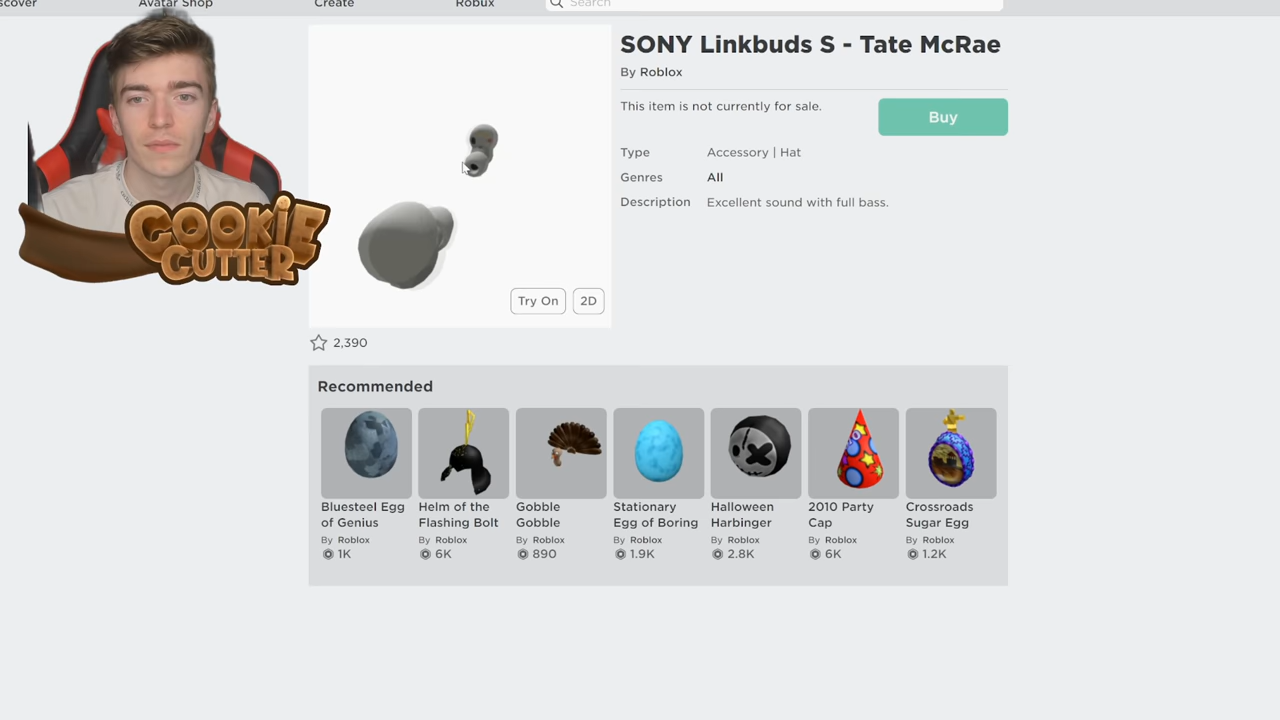 scover Avatar Shop Create Robux Search
SONY Linkbuds S - Tate McRae
By Roblox
This item is not currently for sale.
Buy
Type Accessory | Hat
Genres All
Description Excellent sound with full bass.
COOKIE
CUTTER
Try On 2D
2,390
Recommended
Bluesteel Egg of Genius
By Roblox
1K
Helm of the Flashing Bolt
By Roblox
6K
Gobble Gobble
By Roblox
890
Stationary Egg of Boring
By Roblox
1.9K
Halloween Harbinger
By Roblox
2.8K
2010 Party Cap
By Roblox
6K
Crossroads Sugar Egg
By Roblox
1.2K